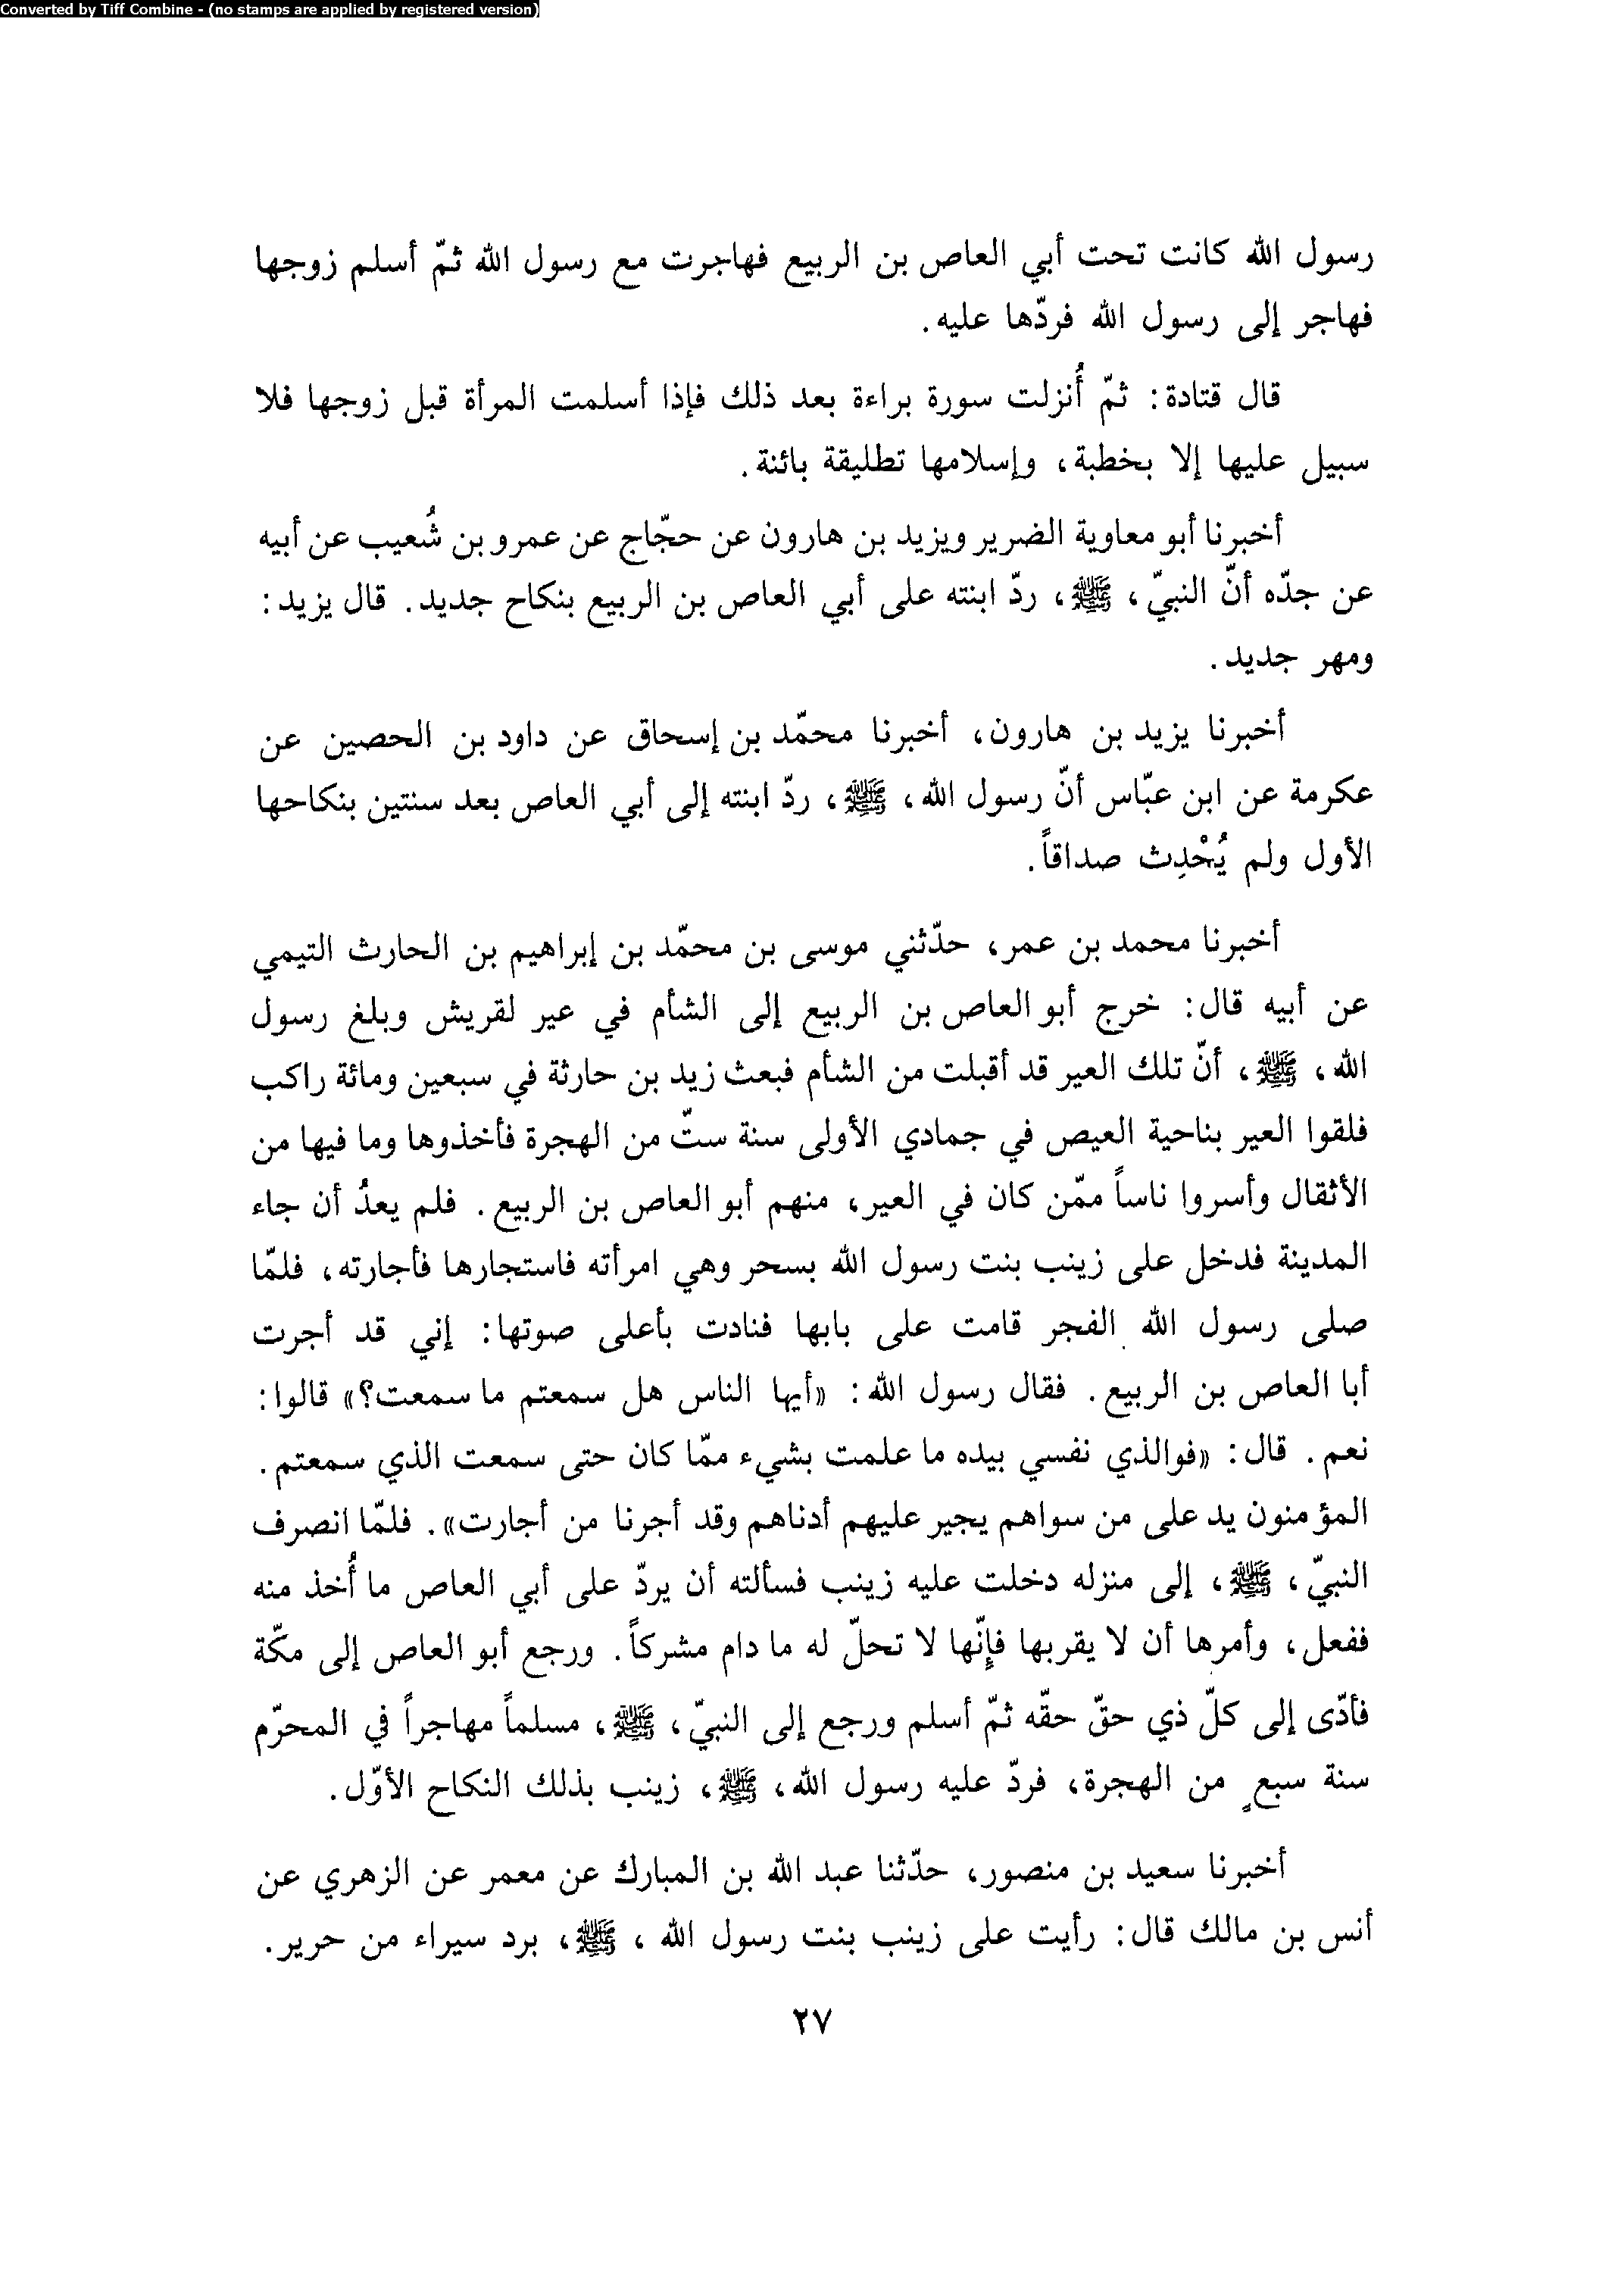 Converted by Tiff Combine - (no stamps are applied by registered version)
رسول الله كانت تحت أبي العاص بن الربيع فهاجرت مع رسول الله ثمّ أسلم زوجها
فهاجر إلى رسول الله فردّها عليه.
قال قتادة: ثمّ أُنزلت سورة براءة بعد ذلك فإذا أسلمت المرأة قبل زوجها فلا
سبيل عليها إلا بخطبة، وإسلامها تطليقة بائنة.
أخبرنا أبو معاوية الضرير ويزيد بن هارون عن حجّاج عن عمرو بن شُعيب عن أبيه
عن جدّه أنّ النبيّ، ﷺ، ردّ ابنته على أبي العاص بن الربيع بنكاح جديد. قال يزيد:
ومهر جديد.
أخبرنا يزيد بن هارون، أخبرنا محمّد بن إسحاق عن داود بن الحصين عن
عكرمة عن ابن عبّاس أنّ رسول الله، ﷺ، ردّ ابنته إلى أبي العاص بعد سنتين بنكاحها
الأول ولم يُحْدِث صداقاً.
أخبرنا محمد بن عمر، حدّثني موسى بن محمّد بن إبراهيم بن الحارث التيمي
عن أبيه قال: خرج أبو العاص بن الربيع إلى الشأم في عير لقريش وبلغ رسول
الله، ﷺ، أنّ تلك العير قد أقبلت من الشأم فبعث زيد بن حارثة في سبعين ومائة راكب
فلقوا العير بناحية العيص في جمادي الأولى سنة ستّ من الهجرة فأخذوها وما فيها من
الأثقال وأسروا ناساً ممّن كان في العير، منهم أبو العاص بن الربيع. فلم يعدُ أن جاء
المدينة فدخل على زينب بنت رسول الله بسحر وهي امرأته فاستجارها فأجارته، فلمّا
صلى رسول الله الفجر قامت على بابها فنادت بأعلى صوتها: إني قد أجرت
أبا العاص بن الربيع. فقال رسول الله: «أيها الناس هل سمعتم ما سمعت؟» قالوا:
نعم. قال: «فوالذي نفسي بيده ما علمت بشيء ممّا كان حتى سمعت الذي سمعتم.
المؤمنون يد على من سواهم يجير عليهم أدناهم وقد أجرنا من أجارت». فلمّا انصرف
النبيّ، ﷺ، إلى منزله دخلت عليه زينب فسألته أن يردّ على أبي العاص ما أُخذ منه
ففعل، وأمرها أن لا يقربها فإنّها لا تحلّ له ما دام مشركاً. ورجع أبو العاص إلى مكّة
فأدّى إلى كلّ ذي حقّ حقّه ثمّ أسلم ورجع إلى النبيّ، ﷺ، مسلماً مهاجراً في المحرّم
سنة سبعٍ من الهجرة، فردّ عليه رسول الله، ﷺ، زينب بذلك النكاح الأوّل.
أخبرنا سعيد بن منصور، حدّثنا عبد الله بن المبارك عن معمر عن الزهري عن
أنس بن مالك قال: رأيت على زينب بنت رسول الله ، ﷺ، برد سيراء من حرير.
٢٧